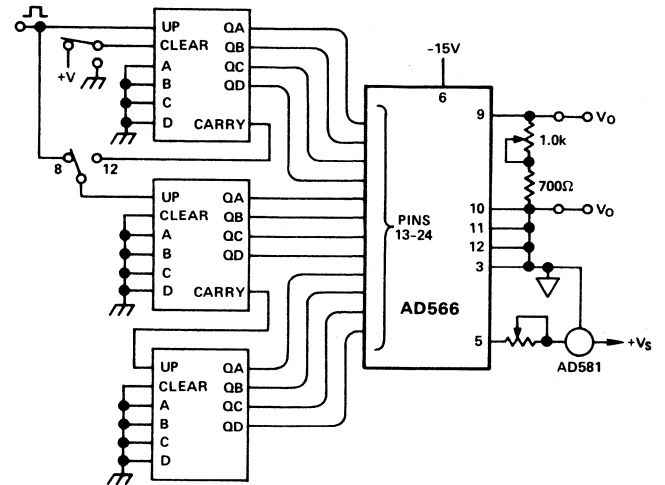 UP QA
CLEAR QB
A QC
B QD
C
D CARRY
+V
8 12
UP QA
CLEAR QB
A QC
B QD
C
D CARRY
UP QA
CLEAR QB
A QC
B QD
C
D
–15V
6
PINS
13–24
AD566
9
10
11
12
3
5
VO
1.0k
700Ω
VO
+VS
AD581